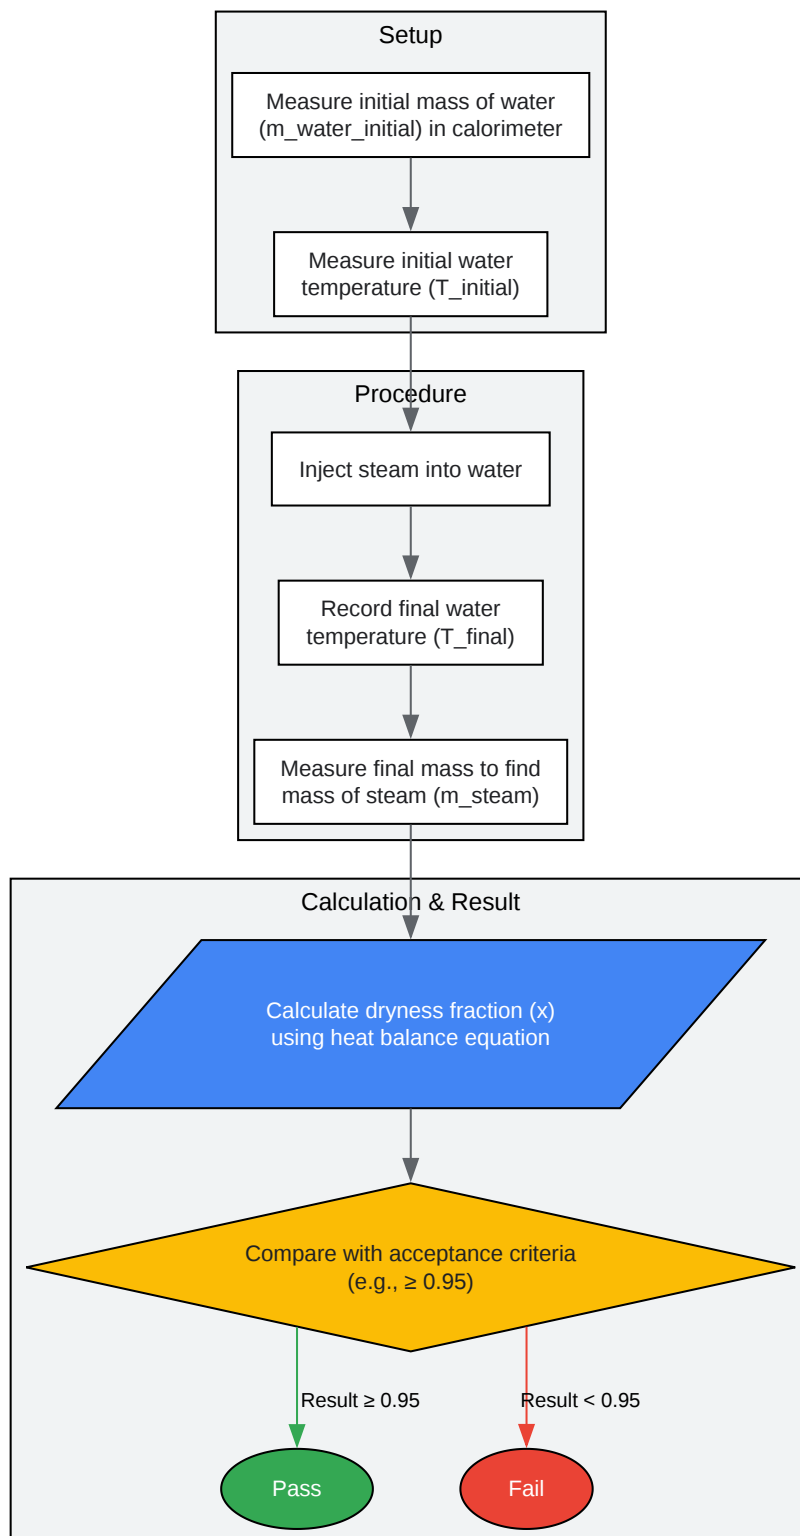 Setup
Measure initial mass of water
(m_water_initial) in calorimeter
Measure initial water
temperature (T_initial)
Procedure
Inject steam into water
Record final water
temperature (T_final)
Measure final mass to find
mass of steam (m_steam)
Calculation & Result
Calculate dryness fraction (x)
using heat balance equation
Compare with acceptance criteria
(e.g., ≥ 0.95)
Result ≥ 0.95
Result < 0.95
Pass
Fail